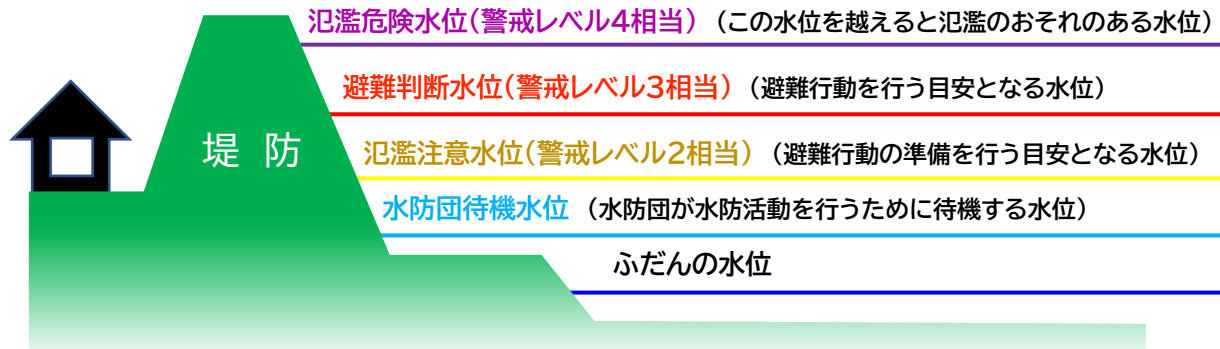 氾濫危険水位（警戒レベル4相当）（この水位を越えると氾濫のおそれのある水位）
避難判断水位（警戒レベル3相当）（避難行動を行う目安となる水位）
堤 防
氾濫注意水位（警戒レベル2相当）（避難行動の準備を行う目安となる水位）
水防団待機水位（水防団が水防活動を行うために待機する水位）
ふだんの水位